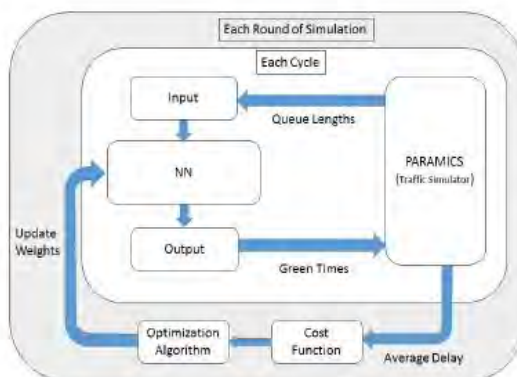 Each Round of Simulation
Each Cycle
Input
Queue Lengths
PARAMICS
(Traffic Simulator)
NN
Update
Weights
Output
Green Times
Optimization
Algorithm
Cost
Function
Average Delay